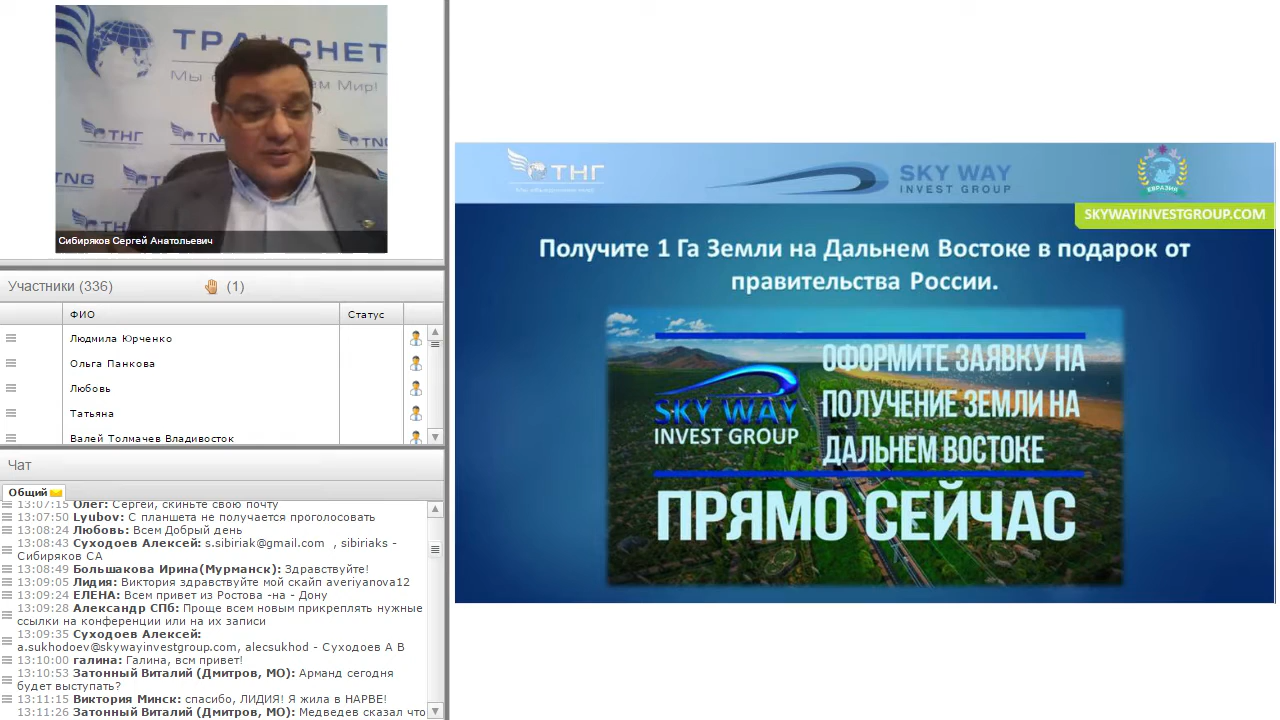 ТРАНСНЕТ
ТНГ
TNG
TNG
ТНГ
TNG
Сибиряков Сергей Анатольевич
Участники (336)
(1)
ФИО
Статус
Людмила Юрченко
Ольга Панкова
Любовь
Татьяна
Валей Толмачев Владивосток
Чат
Общий
13:07:15 Олег: Сергей, скиньте свою почту
13:07:50 Lyubov: С планшета не получается проголосовать
13:08:24 Любовь: Всем Добрый день
13:08:43 Суходоев Алексей: s.sibiriak@gmail.com , sibiriaks -
Сибиряков СА
13:08:49 Большакова Ирина(Мурманск): Здравствуйте!
13:09:05 Лидия: Виктория здравствуйте мой скайп averiyanova12
13:09:24 ЕЛЕНА: Всем привет из Ростова -на - Дону
13:09:28 Александр СПб: Проще всем новым прикреплять нужные
ссылки на конференции или на их записи
13:09:35 Суходоев Алексей:
a.sukhodoev@skywayinvestgroup.com, alecsukhod - Суходоев А В
13:10:00 галина: Галина, всм привет!
13:10:53 Затонный Виталий (Дмитров, МО): Арманд сегодня
будет выступать?
13:11:15 Виктория Минск: спасибо, ЛИДИЯ! Я жила в НАРВЕ!
13:11:26 Затонный Виталий (Дмитров, МО): Медведев сказал что
ТНГ
Мы объединяем мир!
SKY WAY
INVEST GROUP
ЕВРАЗИЯ
SKYWAYINVESTGROUP.COM
Получите 1 Га Земли на Дальнем Востоке в подарок от
правительства России.
SKY WAY
INVEST GROUP
ОФОРМИТЕ ЗАЯВКУ НА
ПОЛУЧЕНИЕ ЗЕМЛИ НА
ДАЛЬНЕМ ВОСТОКЕ
ПРЯМО СЕЙЧАС